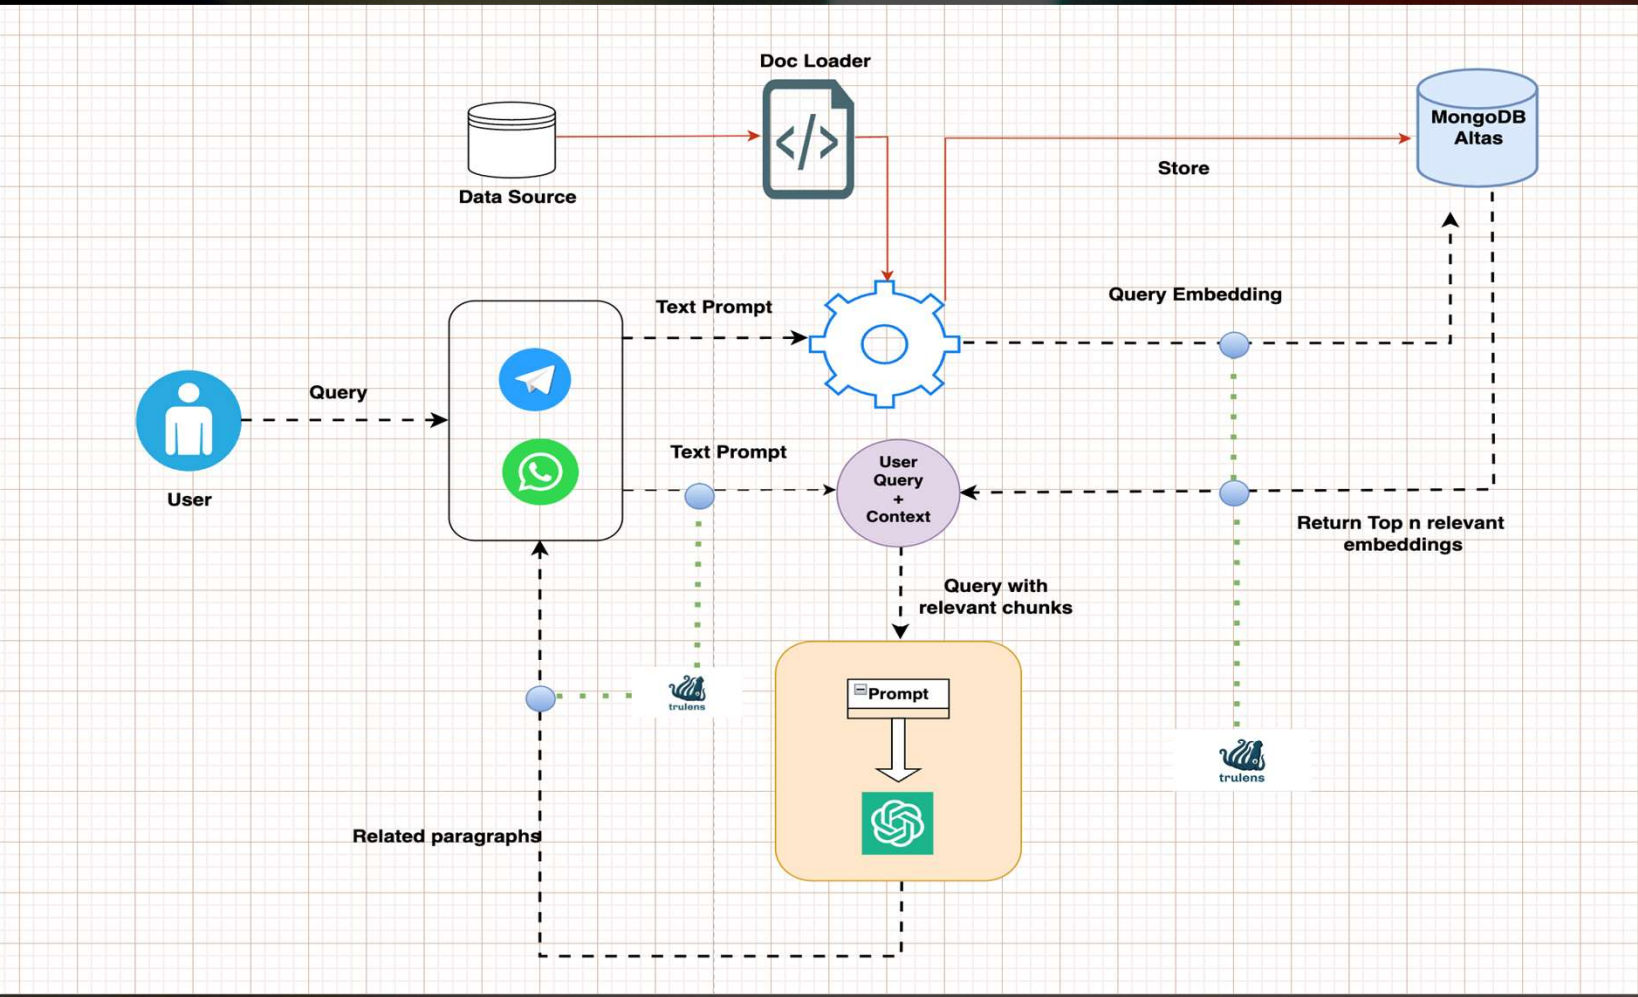 Doc Loader
MongoDB
Altas
Data Source
Store
Text Prompt
Query Embedding
Query
User
Text Prompt
User
Query
+
Context
Return Top n relevant
embeddings
Query with
relevant chunks
Prompt
trulens
trulens
Related paragraphs